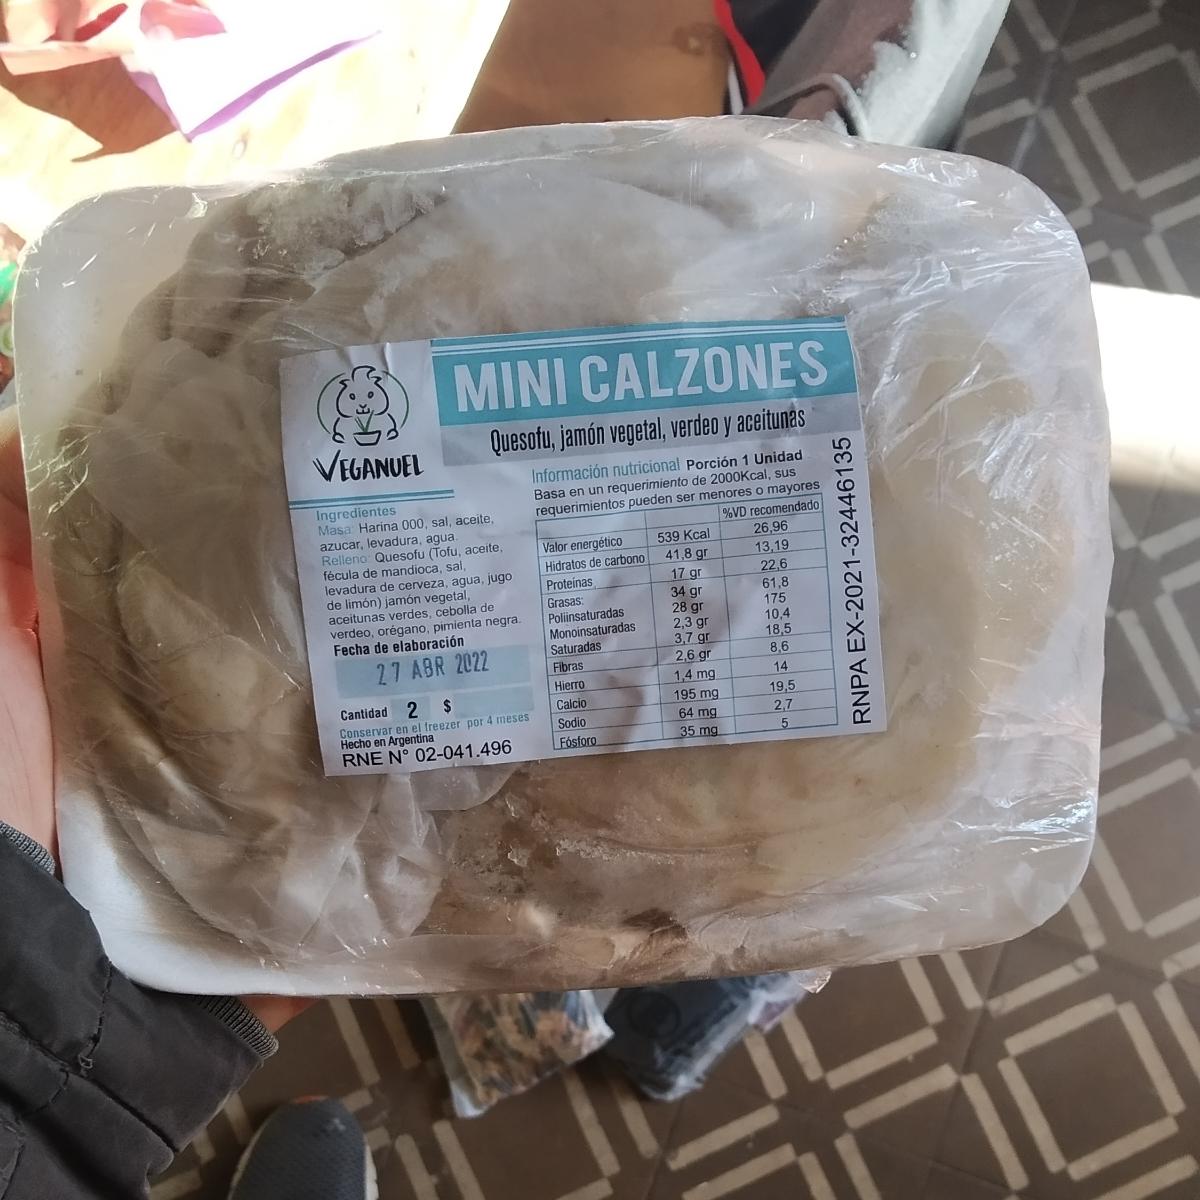 MINI CALZONES
Quesofu, jamón vegetal, verdeo y aceitunas
VEGANUEL
Ingredientes
Masa: Harina 000, sal, aceite,
azucar, levadura, agua.
Relleno: Quesofu (Tofu, aceite,
fécula de mandioca, sal,
levadura de cerveza, agua, jugo
de limón) jamón vegetal,
aceitunas verdes, cebolla de
verdeo, orégano, pimienta negra.
Fecha de elaboración
27 ABR 2022
Cantidad 2 $
Conservar en el freezer por 4 meses
Hecho en Argentina
RNE N° 02-041.496
Información nutricional Porción 1 Unidad
Basa en un requerimiento de 2000Kcal, sus
requerimientos pueden ser menores o mayores
%VD recomendado
Valor energético 539 Kcal 26,96
Hidratos de carbono 41,8 gr 13,19
Proteínas 17 gr 22,6
Grasas: 34 gr 61,8
Poliinsaturadas 28 gr 175
Monoinsaturadas 2,3 gr 10,4
Saturadas 3,7 gr 18,5
Fibras 2,6 gr 8,6
Hierro 1,4 mg 14
Calcio 195 mg 19,5
Sodio 64 mg 2,7
Fósforo 35 mg 5
RNPA EX-2021-32446135